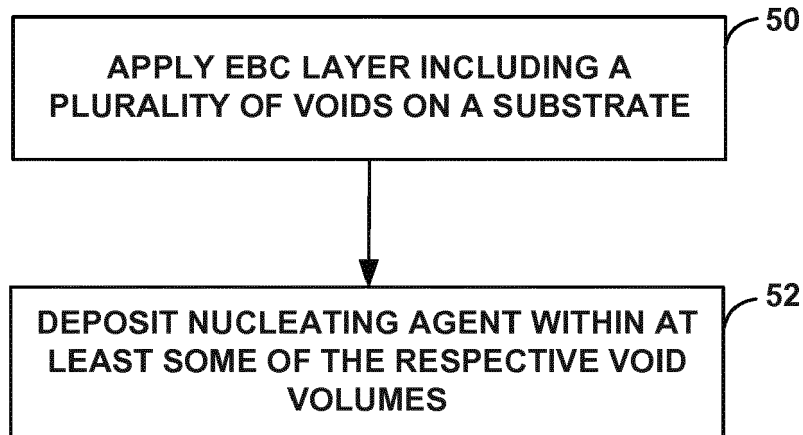 50
APPLY EBC LAYER INCLUDING A
PLURALITY OF VOIDS ON A SUBSTRATE
52
DEPOSIT NUCLEATING AGENT WITHIN AT
LEAST SOME OF THE RESPECTIVE VOID
VOLUMES